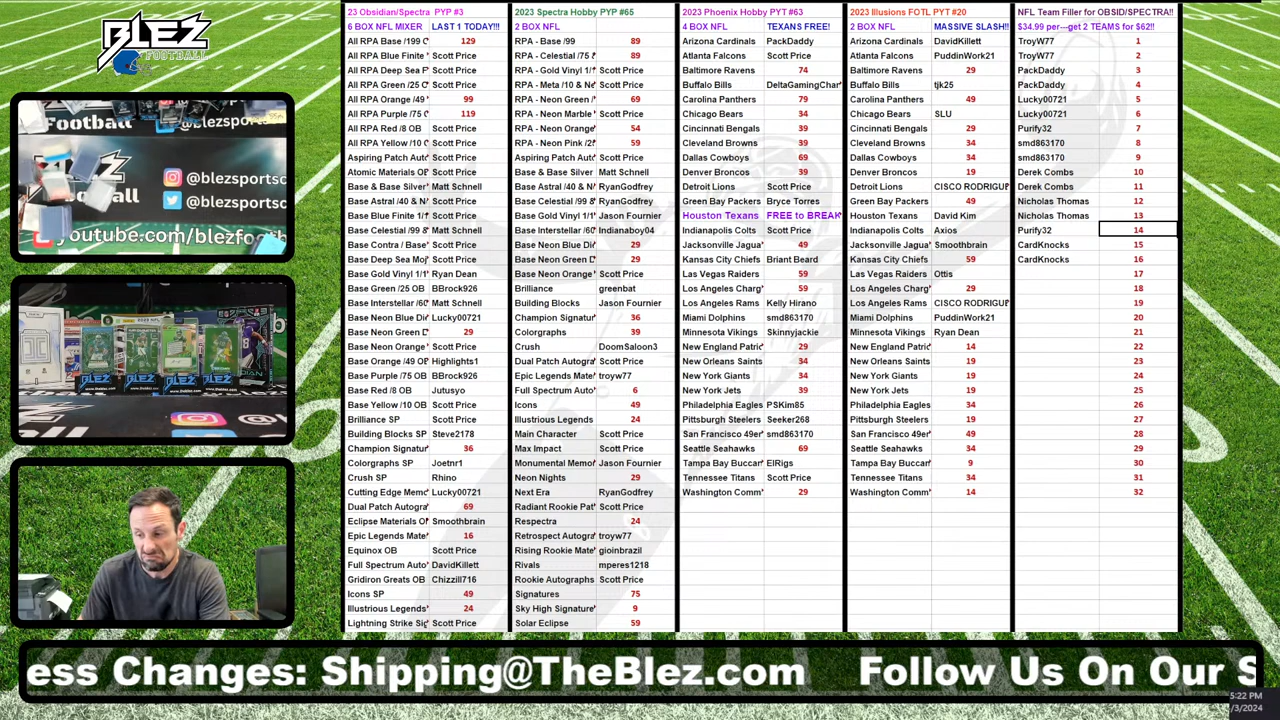 BLEZ
FOOTBALL
Football
@blezsportsc
@blezsportsc
youtube.com/blezfootb
23 Obsidian/Spectra PYP #3
6 BOX NFL MIXER LAST 1 TODAY!!!
All RPA Base /199 129
All RPA Blue Finite Scott Price
All RPA Deep Sea Scott Price
All RPA Green /25 Scott Price
All RPA Orange /49 99
All RPA Purple /75 119
All RPA Red /8 OB Scott Price
All RPA Yellow /10 Scott Price
Aspiring Patch Aut Scott Price
Atomic Materials OB Scott Price
Base & Base Silver Matt Schnell
Base Astral /40 & N Matt Schnell
Base Blue Finite 1/ Scott Price
Base Celestial /99 & Matt Schnell
Base Contra / Base Scott Price
Base Deep Sea Moj Scott Price
Base Gold Vinyl 1/1 Ryan Dean
Base Green /25 OB BBrock926
Base Interstellar /60 Matt Schnell
Base Neon Blue Di Lucky00721
Base Neon Green D 29
Base Neon Orange Scott Price
Base Orange /49 OB Highlights1
Base Purple /75 OB BBrock926
Base Red /8 OB Jutusyo
Base Yellow /10 OB Scott Price
Brilliance SP Scott Price
Building Blocks SP Steve2178
Champion Signatur 36
Colorgraphs SP Joetnr1
Crush SP Rhino
Cutting Edge Memo Lucky00721
Dual Patch Autogra 69
Eclipse Materials O Smoothbrain
Epic Legends Mate 16
Equinox OB Scott Price
Full Spectrum Auto DavidKillett
Gridiron Greats OB Chizzill716
Icons SP 49
Illustrious Legends 24
Lightning Strike Sig Scott Price
2023 Spectra Hobby PYP #65
2 BOX NFL
RPA - Base /99 89
RPA - Celestial /75 & 89
RPA - Gold Vinyl 1/ Scott Price
RPA - Meta /10 & Ne Scott Price
RPA - Neon Green / 69
RPA - Neon Marble Scott Price
RPA - Neon Orange 54
RPA - Neon Pink /2 59
Aspiring Patch Aut Scott Price
Base & Base Silver Matt Schnell
Base Astral /40 & N RyanGodfrey
Base Celestial /99 & RyanGodfrey
Base Gold Vinyl 1/1 Jason Fournier
Base Interstellar /60 Indianaboy04
Base Neon Blue Di 29
Base Neon Green D 29
Base Neon Orange Scott Price
Brilliance greenbat
Building Blocks Jason Fournier
Champion Signatur 36
Colorgraphs 39
Crush DoomSaloon3
Dual Patch Autogra Scott Price
Epic Legends Mate troyw77
Full Spectrum Auto 6
Icons 49
Illustrious Legends 24
Main Character Scott Price
Max Impact Scott Price
Monumental Memo Jason Fournier
Neon Nights 29
Next Era RyanGodfrey
Radiant Rookie Pat Scott Price
Respectra 24
Retrospect Autogra troyw77
Rising Rookie Mate gioinbrazil
Rivals mperes1218
Rookie Autographs Scott Price
Signatures 75
Sky High Signature 9
Solar Eclipse 59
2023 Phoenix Hobby PYT #63
4 BOX NFL TEXANS FREE!
Arizona Cardinals PackDaddy
Atlanta Falcons Scott Price
Baltimore Ravens 74
Buffalo Bills DeltaGamingChar
Carolina Panthers 79
Chicago Bears 34
Cincinnati Bengals 39
Cleveland Browns 39
Dallas Cowboys 69
Denver Broncos 39
Detroit Lions Scott Price
Green Bay Packers Bryce Torres
Houston Texans FREE to BREAK
Indianapolis Colts Scott Price
Jacksonville Jagua 49
Kansas City Chiefs Briant Beard
Las Vegas Raiders 59
Los Angeles Charg 59
Los Angeles Rams Kelly Hirano
Miami Dolphins smd863170
Minnesota Vikings Skinnyjackie
New England Patric 29
New Orleans Saints 34
New York Giants 34
New York Jets 39
Philadelphia Eagles PSKim85
Pittsburgh Steelers Seeker268
San Francisco 49er smd863170
Seattle Seahawks 69
Tampa Bay Buccan ElRigs
Tennessee Titans Scott Price
Washington Comm 29
2023 Illusions FOTL PYT #20
2 BOX NFL MASSIVE SLASH!!
Arizona Cardinals DavidKillett
Atlanta Falcons PuddinWork21
Baltimore Ravens 29
Buffalo Bills tjk25
Carolina Panthers 49
Chicago Bears SLU
Cincinnati Bengals 29
Cleveland Browns 34
Dallas Cowboys 34
Denver Broncos 19
Detroit Lions CISCO RODRIGU
Green Bay Packers 49
Houston Texans David Kim
Indianapolis Colts Axios
Jacksonville Jagua Smoothbrain
Kansas City Chiefs 59
Las Vegas Raiders Ottis
Los Angeles Charg 29
Los Angeles Rams CISCO RODRIGU
Miami Dolphins PuddinWork21
Minnesota Vikings Ryan Dean
New England Patric 14
New Orleans Saints 19
New York Giants 19
New York Jets 19
Philadelphia Eagles 34
Pittsburgh Steelers 19
San Francisco 49er 49
Seattle Seahawks 34
Tampa Bay Buccan 9
Tennessee Titans 34
Washington Comm 14
NFL Team Filler for OBSID/SPECTRA!!
$34.99 per---get 2 TEAMS for $62!!
TroyW77 1
TroyW77 2
PackDaddy 3
PackDaddy 4
Lucky00721 5
Lucky00721 6
Purify32 7
smd863170 8
smd863170 9
Derek Combs 10
Derek Combs 11
Nicholas Thomas 12
Nicholas Thomas 13
Purify32 14
CardKnocks 15
CardKnocks 16
17
18
19
20
21
22
23
24
25
26
27
28
29
30
31
32
ess Changes: Shipping@TheBlez.com Follow Us On Our S
5:22 PM
/3/2024